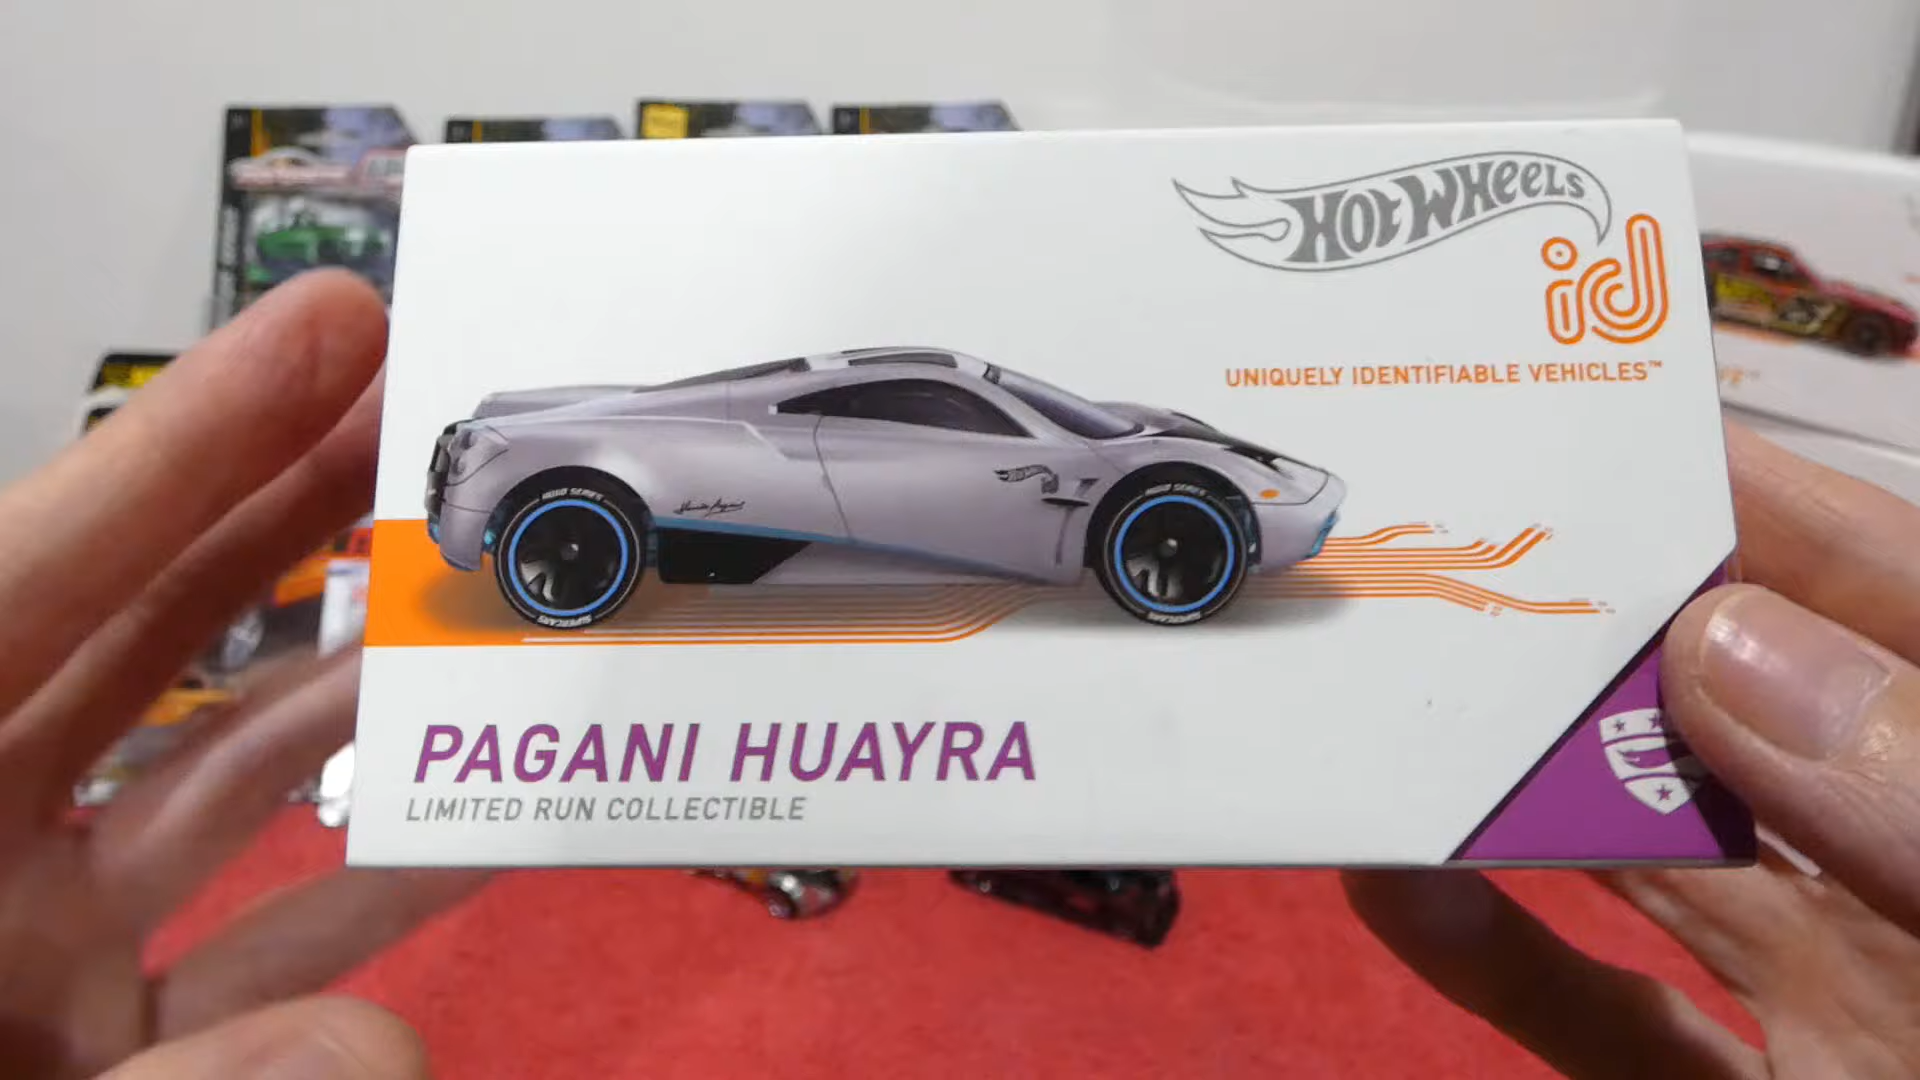 HOT WHEELS
id
UNIQUELY IDENTIFIABLE VEHICLES™
PAGANI HUAYRA
LIMITED RUN COLLECTIBLE